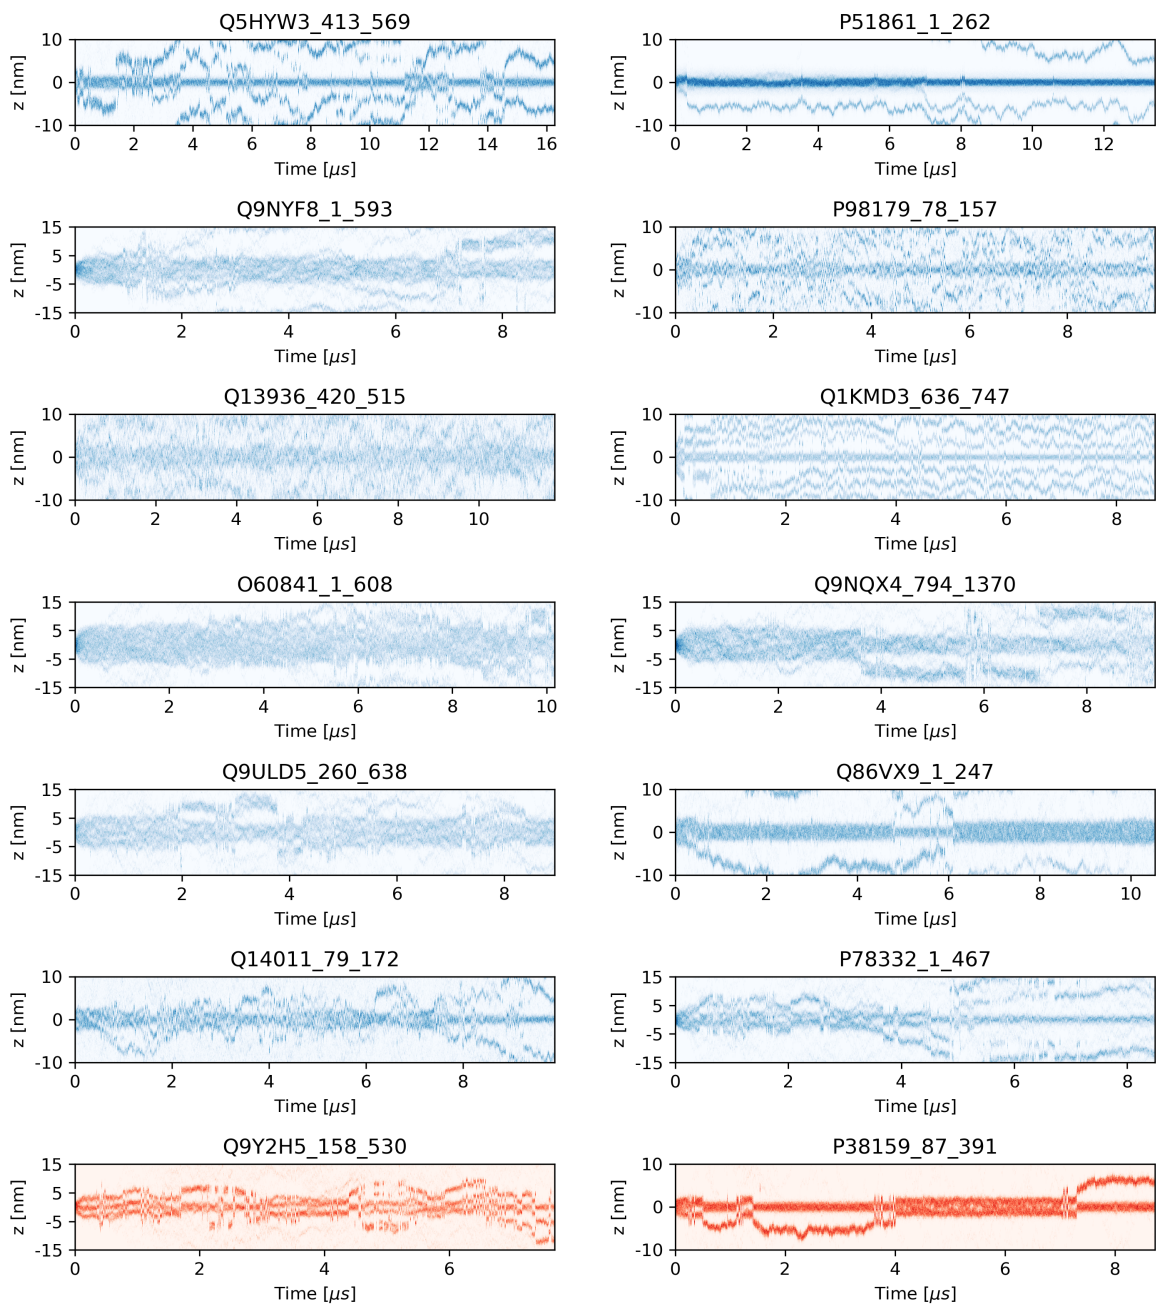 Q5HYW3_413_569
z [nm]
10
0
-10
0 2 4 6 8 10 12 14 16
Time [μs]
P51861_1_262
z [nm]
10
0
-10
0 2 4 6 8 10 12
Time [μs]
Q9NYF8_1_593
z [nm]
15
5
-5
-15
0 2 4 6 8
Time [μs]
P98179_78_157
z [nm]
10
0
-10
0 2 4 6 8
Time [μs]
Q13936_420_515
z [nm]
10
0
-10
0 2 4 6 8 10
Time [μs]
Q1KMD3_636_747
z [nm]
10
0
-10
0 2 4 6 8
Time [μs]
O60841_1_608
z [nm]
15
5
-5
-15
0 2 4 6 8 10
Time [μs]
Q9NQX4_794_1370
z [nm]
15
5
-5
-15
0 2 4 6 8
Time [μs]
Q9ULD5_260_638
z [nm]
15
5
-5
-15
0 2 4 6 8
Time [μs]
Q86VX9_1_247
z [nm]
10
0
-10
0 2 4 6 8 10
Time [μs]
Q14011_79_172
z [nm]
10
0
-10
0 2 4 6 8
Time [μs]
P78332_1_467
z [nm]
15
5
-5
-15
0 2 4 6 8
Time [μs]
Q9Y2H5_158_530
z [nm]
15
5
-5
-15
0 2 4 6
Time [μs]
P38159_87_391
z [nm]
10
0
-10
0 2 4 6 8
Time [μs]